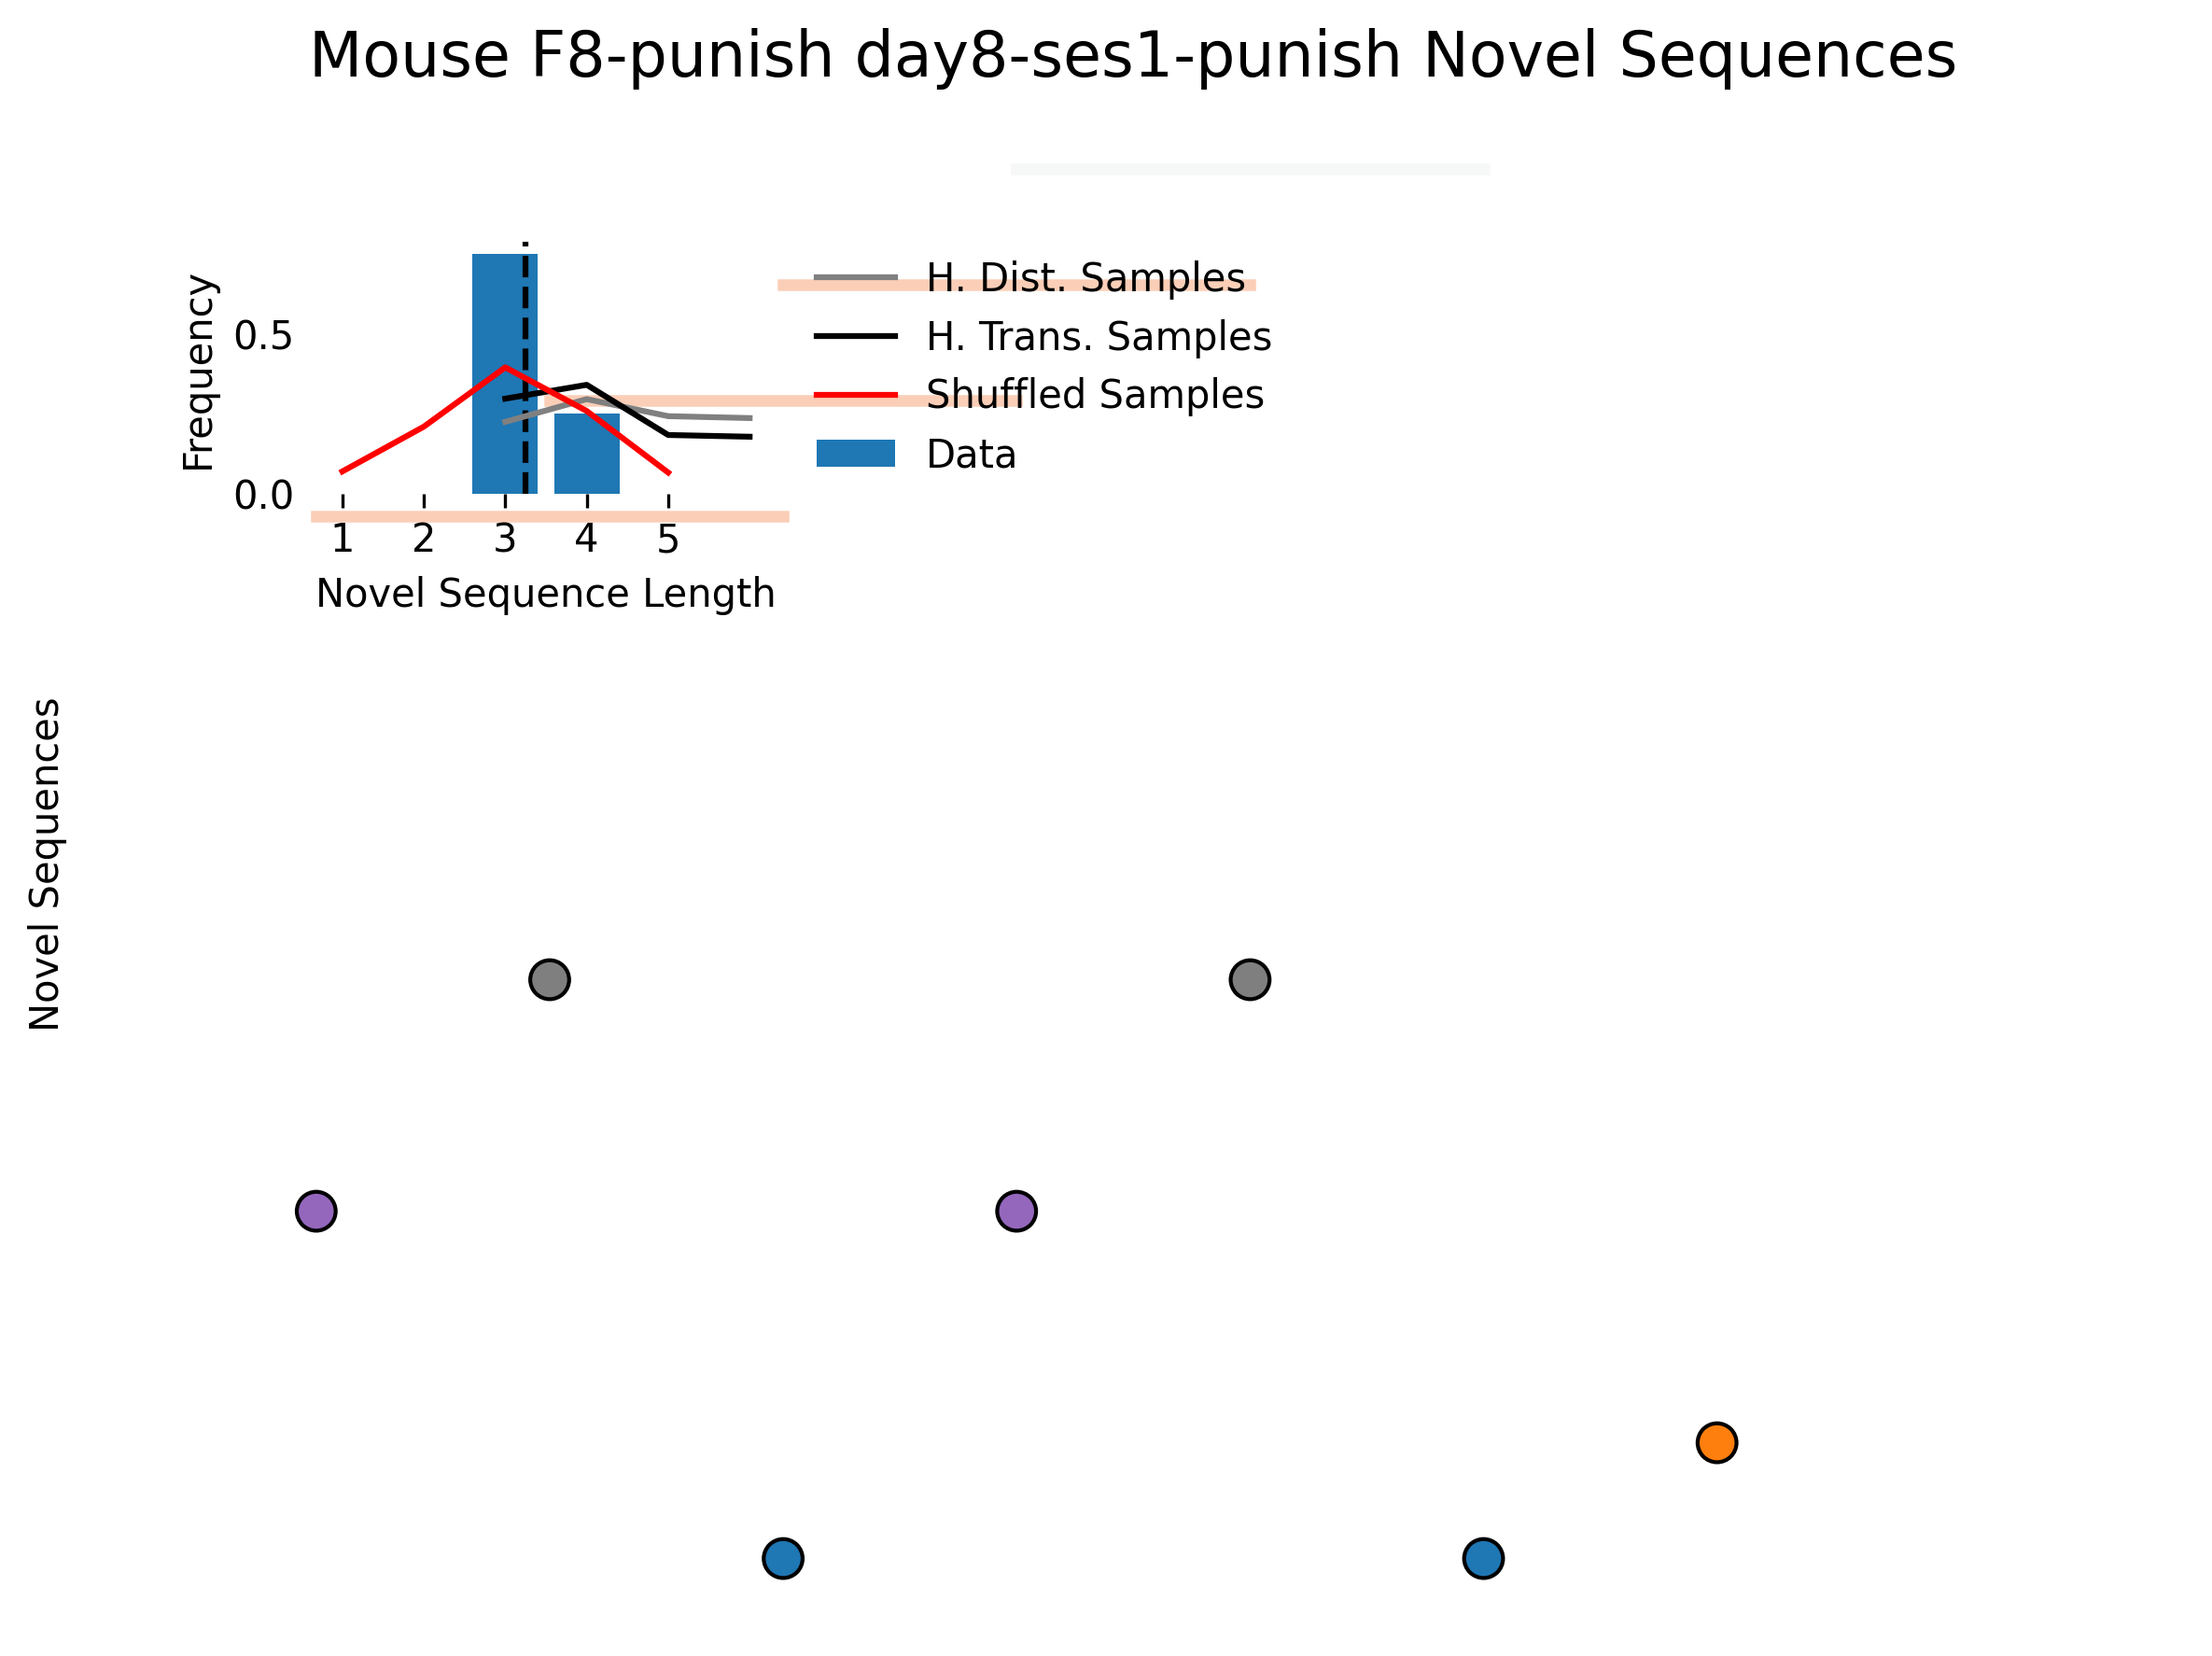 Mouse F8-punish day8-ses1-punish Novel Sequences
Frequency
0.5
0.0
1 2 3 4 5
Novel Sequence Length
H. Dist. Samples
H. Trans. Samples
Shuffled Samples
Data
Novel Sequences